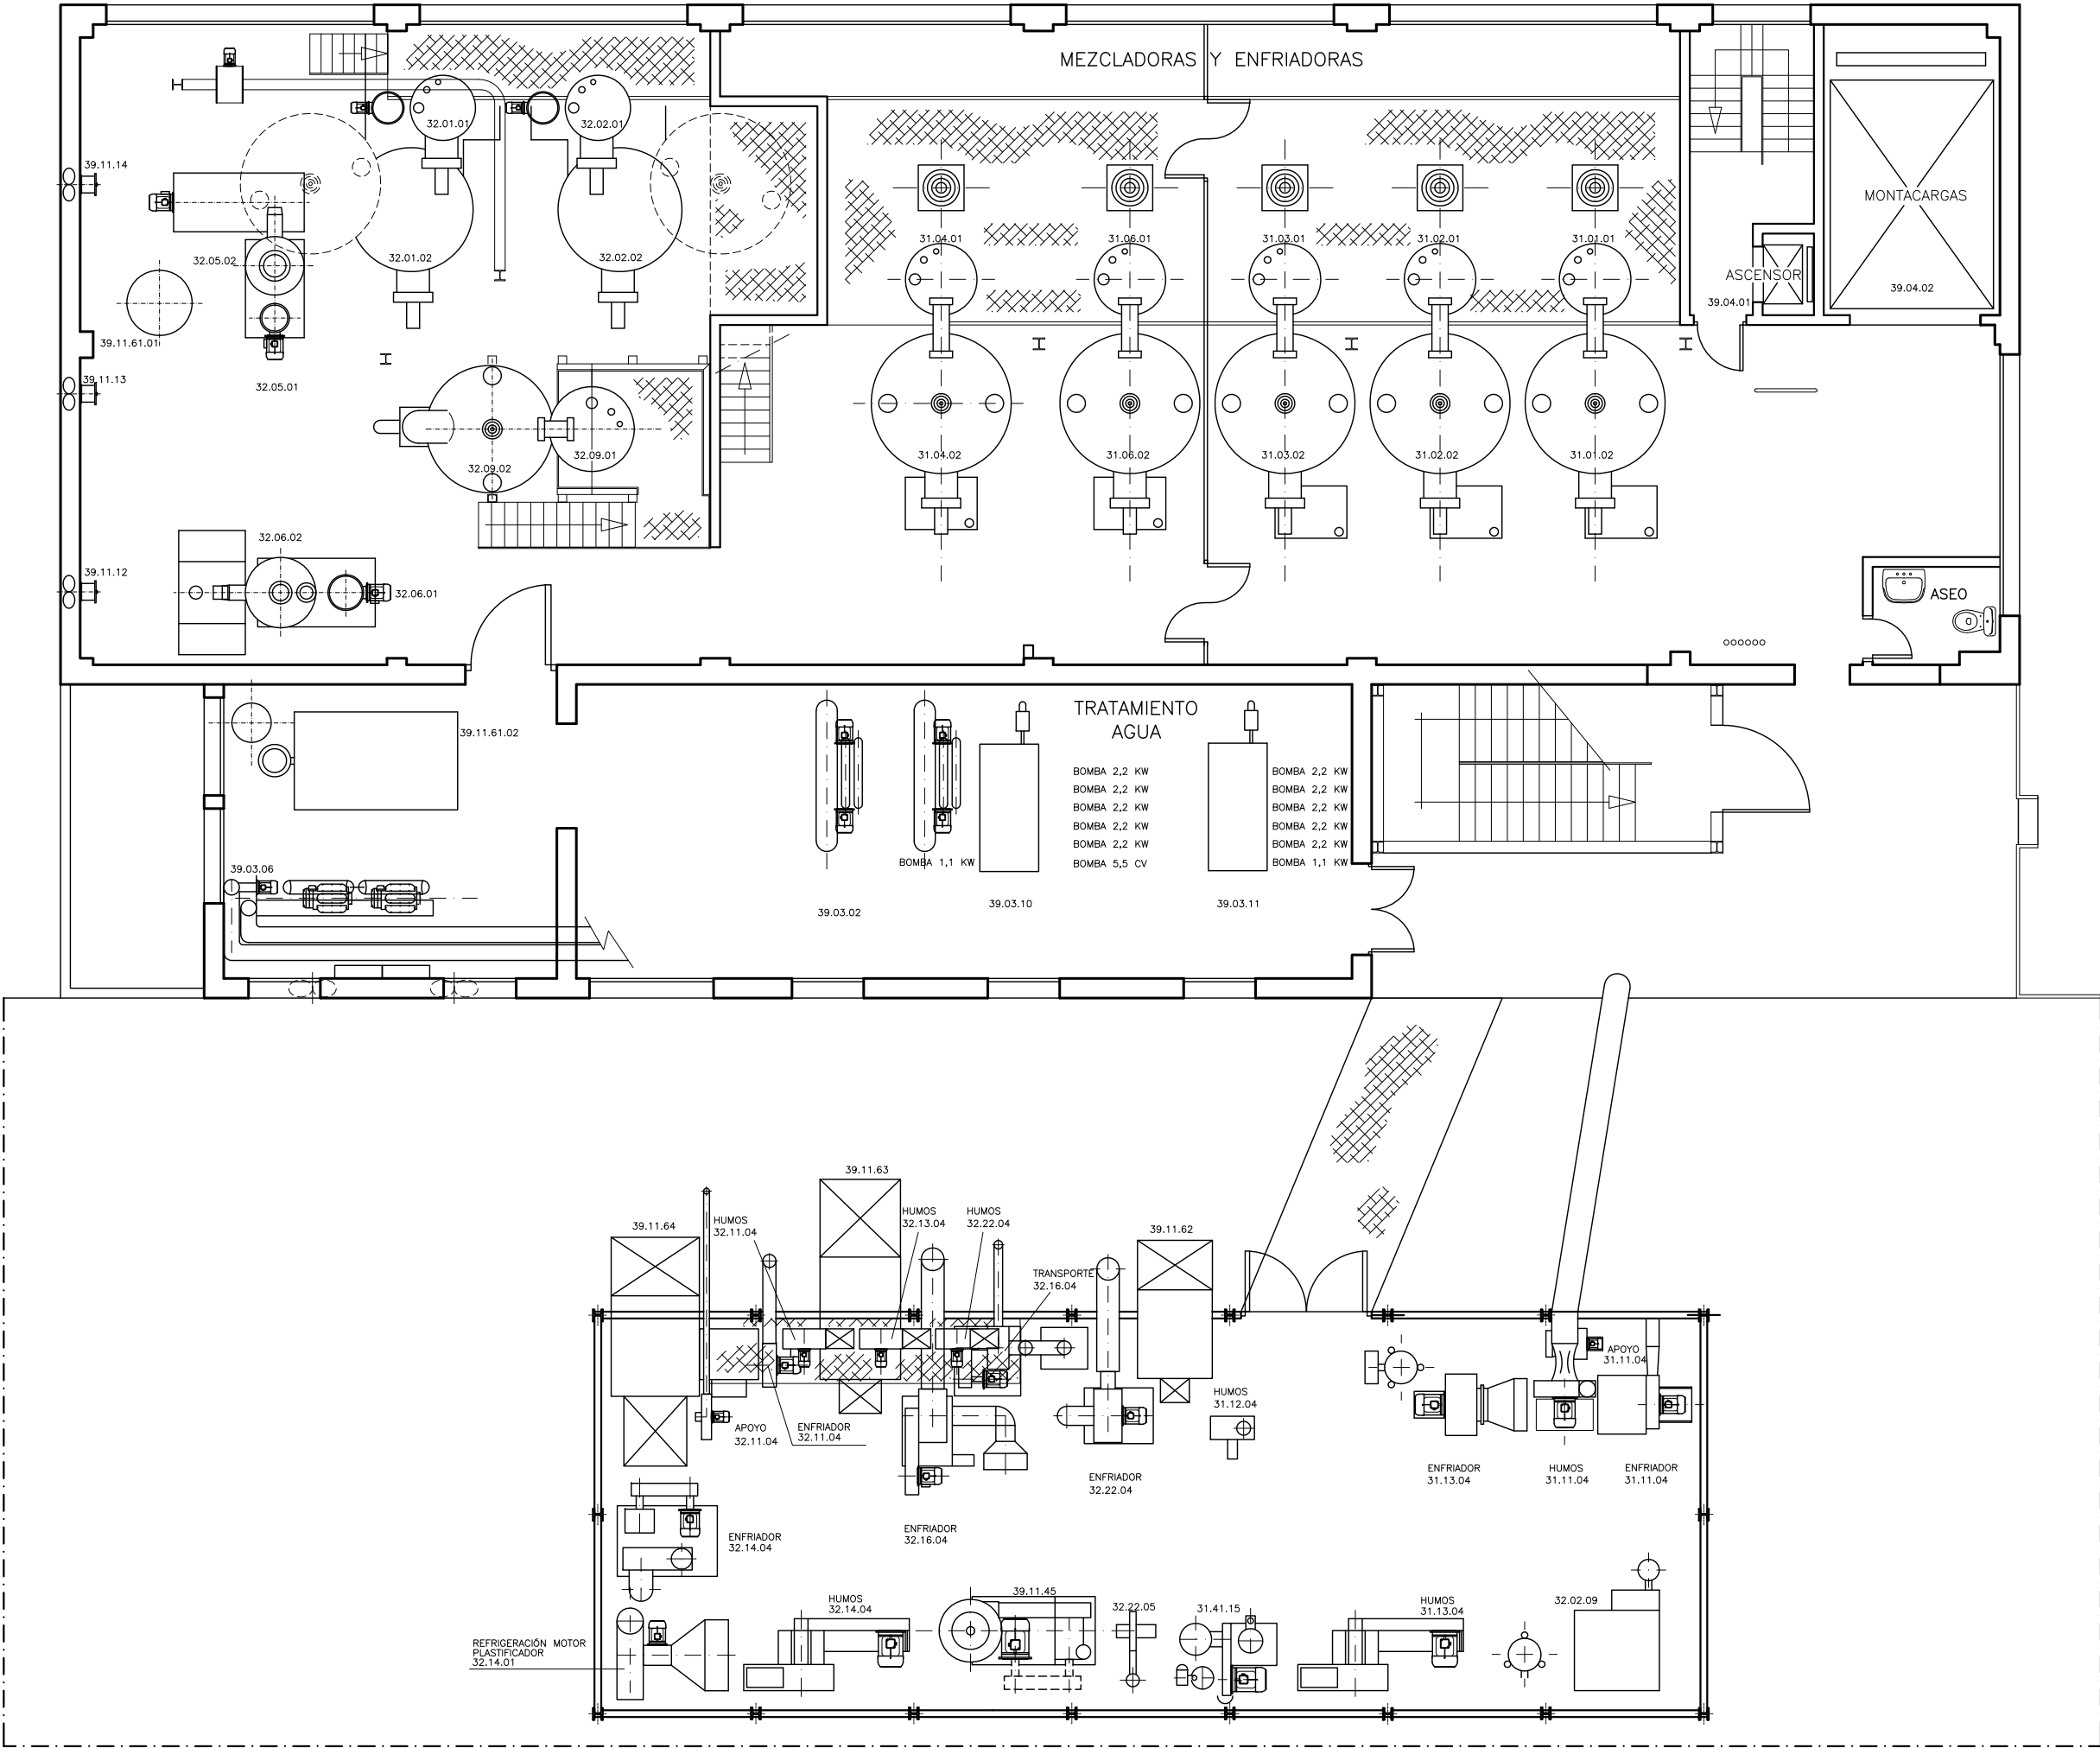 MEZCLADORAS Y ENFRIADORAS
32.01.01
32.02.01
39.11.14
MONTACARGAS
31.04.01
31.06.01
31.03.01
31.02.01
31.01.01
32.05.02
32.01.02
32.02.02
ASCENSOR
39.04.02
39.04.01
39.11.61.01
39.11.13
32.05.01
32.09.01
32.09.02
31.04.02
31.06.02
31.03.02
31.02.02
31.01.02
32.06.02
39.11.12
32.06.01
ASEO
39.11.61.02
TRATAMIENTO
AGUA
BOMBA 2,2 KW
BOMBA 2,2 KW
BOMBA 2,2 KW
BOMBA 2,2 KW
BOMBA 2,2 KW
BOMBA 5,5 CV
BOMBA 2,2 KW
BOMBA 2,2 KW
BOMBA 2,2 KW
BOMBA 2,2 KW
BOMBA 2,2 KW
BOMBA 1,1 KW
BOMBA 1,1 KW
39.03.06
39.03.02
39.03.10
39.03.11
39.11.63
39.11.64
HUMOS
32.11.04
HUMOS
32.13.04
HUMOS
32.22.04
39.11.62
TRANSPORTE
32.16.04
APOYO
31.11.04
HUMOS
31.12.04
APOYO
32.11.04
ENFRIADOR
32.11.04
ENFRIADOR
32.22.04
ENFRIADOR
31.13.04
HUMOS
31.11.04
ENFRIADOR
31.11.04
ENFRIADOR
32.14.04
ENFRIADOR
32.16.04
HUMOS
32.14.04
39.11.45
32.22.05
31.41.15
HUMOS
31.13.04
32.02.09
REFRIGERACIÓN MOTOR
PLASTIFICADOR
32.14.01